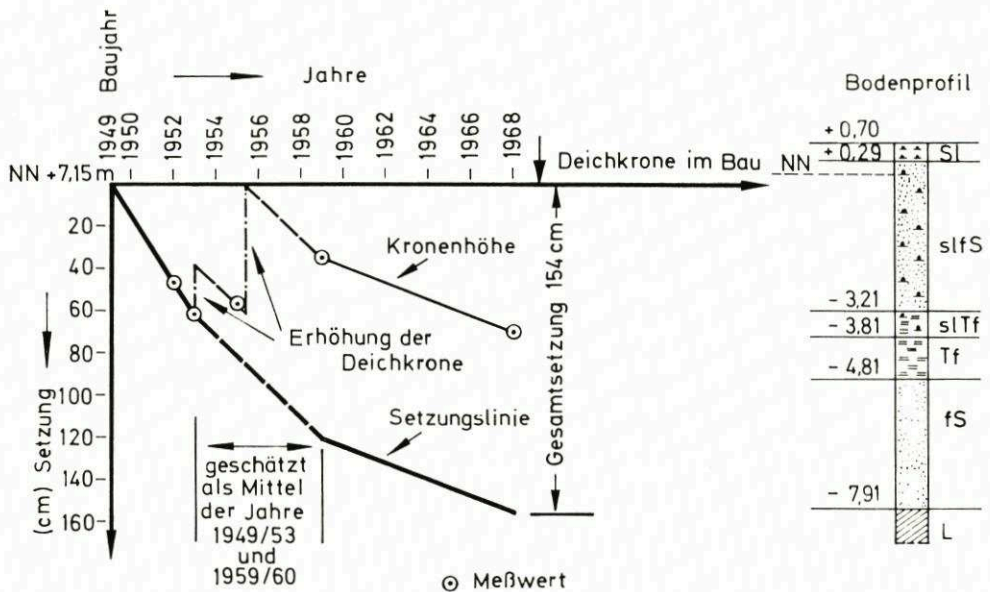 Baujahr
Jahre
1949
1950
1952
1954
1956
1958
1960
1962
1964
1966
1968
NN +7,15 m
Deichkrone im Bau
20
40
60
80
100
120
140
160
(cm) Setzung
Kronenhöhe
Erhöhung der
Deichkrone
Setzungslinie
Gesamtsetzung 154 cm
geschätzt
als Mittel
der Jahre
1949/53
und
1959/60
Meßwert
Bodenprofil
+ 0,70
+ 0,29
Sl
NN
slfS
- 3,21
slTf
- 3,81
Tf
- 4,81
fS
- 7,91
L